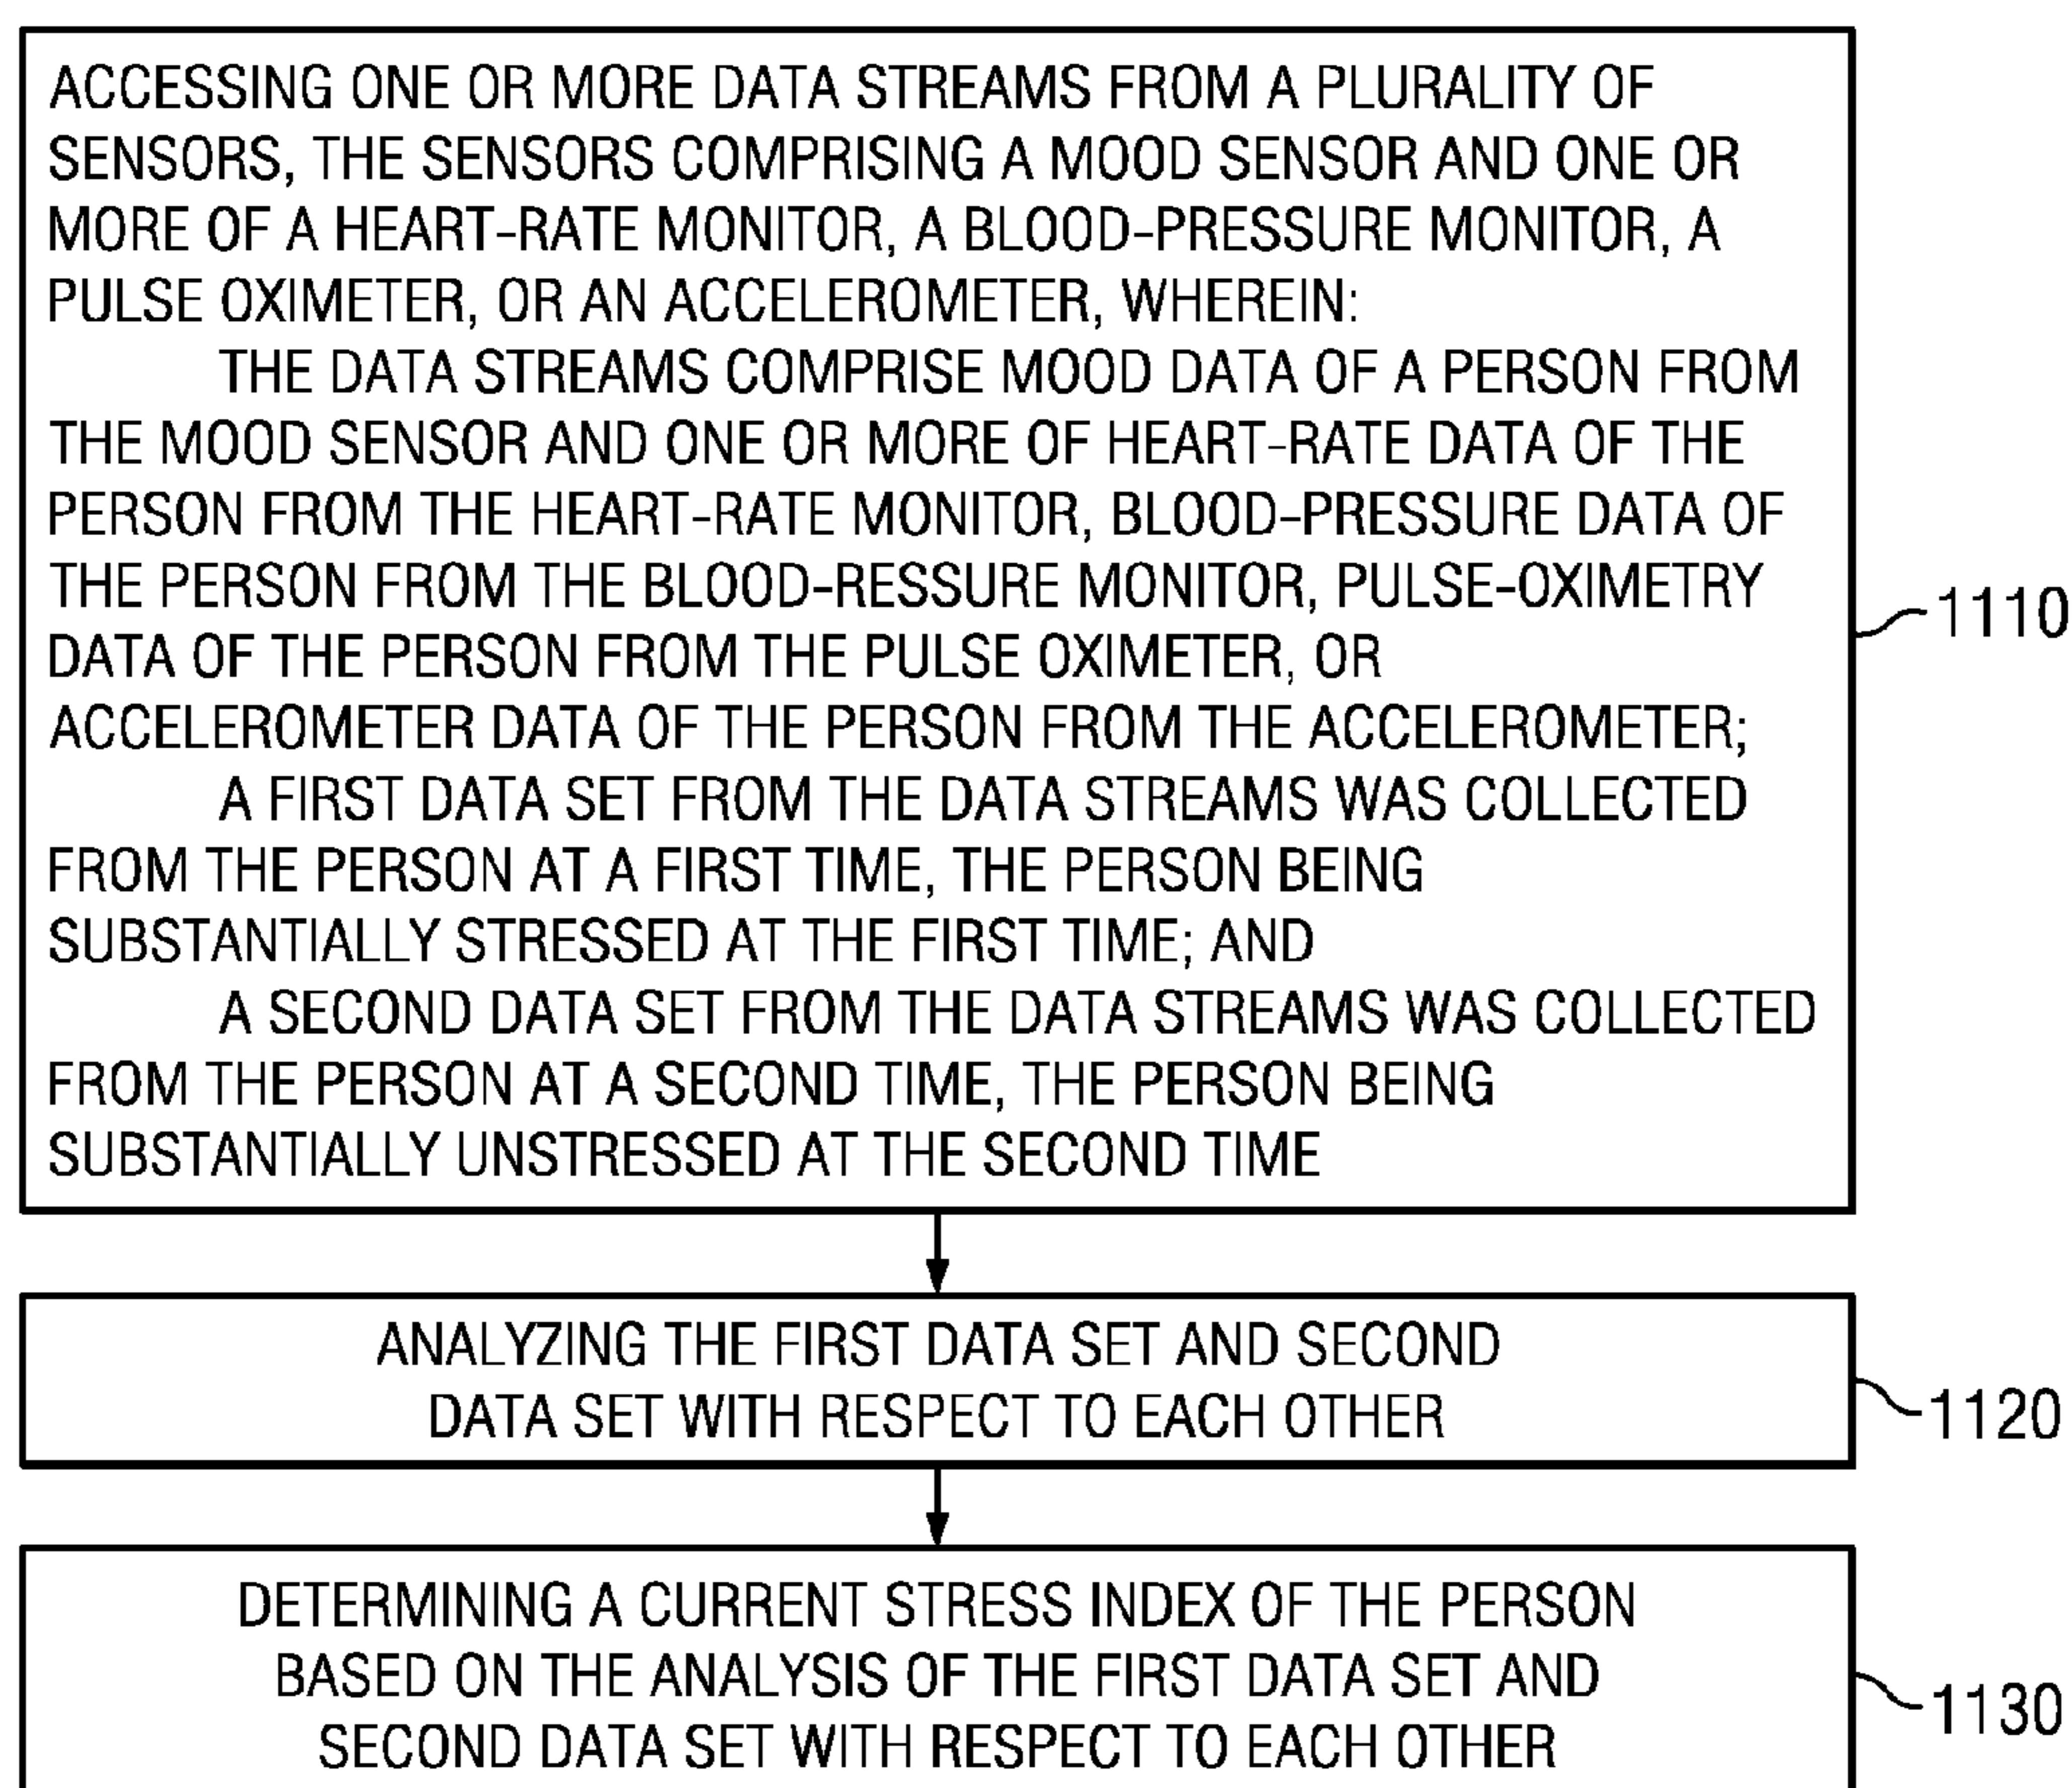 ACCESSING ONE OR MORE DATA STREAMS FROM A PLURALITY OF
SENSORS, THE SENSORS COMPRISING A MOOD SENSOR AND ONE OR
MORE OF A HEART-RATE MONITOR, A BLOOD-PRESSURE MONITOR, A
PULSE OXIMETER, OR AN ACCELEROMETER, WHEREIN:
THE DATA STREAMS COMPRISE MOOD DATA OF A PERSON FROM
THE MOOD SENSOR AND ONE OR MORE OF HEART-RATE DATA OF THE
PERSON FROM THE HEART-RATE MONITOR, BLOOD-PRESSURE DATA OF
THE PERSON FROM THE BLOOD-RESSURE MONITOR, PULSE-OXIMETRY
DATA OF THE PERSON FROM THE PULSE OXIMETER, OR
ACCELEROMETER DATA OF THE PERSON FROM THE ACCELEROMETER;
A FIRST DATA SET FROM THE DATA STREAMS WAS COLLECTED
FROM THE PERSON AT A FIRST TIME, THE PERSON BEING
SUBSTANTIALLY STRESSED AT THE FIRST TIME; AND
A SECOND DATA SET FROM THE DATA STREAMS WAS COLLECTED
FROM THE PERSON AT A SECOND TIME, THE PERSON BEING
SUBSTANTIALLY UNSTRESSED AT THE SECOND TIME
1110
ANALYZING THE FIRST DATA SET AND SECOND
DATA SET WITH RESPECT TO EACH OTHER
1120
DETERMINING A CURRENT STRESS INDEX OF THE PERSON
BASED ON THE ANALYSIS OF THE FIRST DATA SET AND
SECOND DATA SET WITH RESPECT TO EACH OTHER
1130